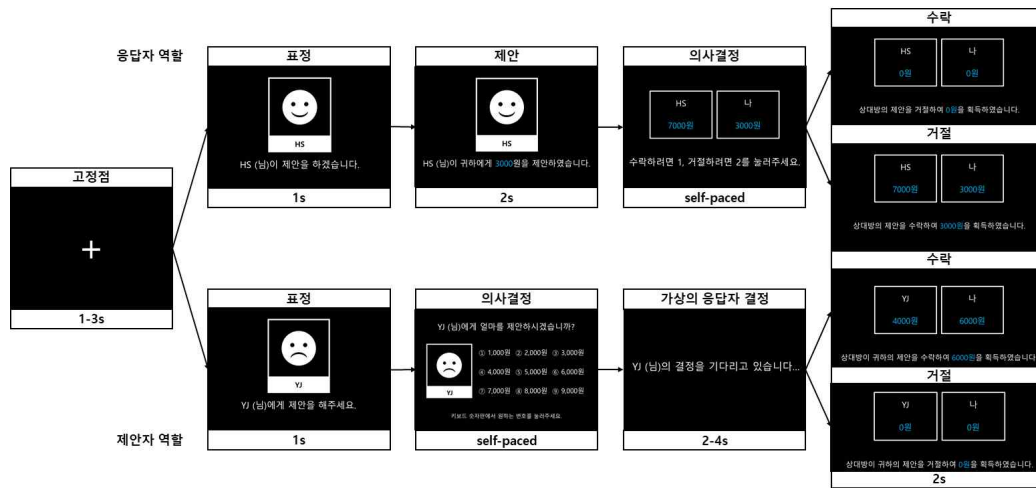 응답자 역할
표정
HS
HS (님)이 제안을 하겠습니다.
1s
제안
HS
HS (님)이 귀하에게 3000원을 제안하였습니다.
2s
의사결정
HS
나
7000원
3000원
수락하려면 1, 거절하려면 2를 눌러주세요.
self-paced
수락
HS
나
0원
0원
상대방의 제안을 거절하여 0원을 획득하였습니다.
거절
HS
나
7000원
3000원
상대방의 제안을 수락하여 3000원을 획득하였습니다.
고정점
1-3s
제안자 역할
표정
YJ
YJ (님)에게 제안을 해주세요.
1s
의사결정
YJ (님)에게 얼마를 제안하시겠습니까?
YJ
① 1,000원 ② 2,000원 ③ 3,000원
④ 4,000원 ⑤ 5,000원 ⑥ 6,000원
⑦ 7,000원 ⑧ 8,000원 ⑨ 9,000원
키보드 숫자판에서 원하는 번호를 눌러주세요.
self-paced
가상의 응답자 결정
YJ (님)의 결정을 기다리고 있습니다...
2-4s
수락
YJ
나
4000원
6000원
상대방이 귀하의 제안을 수락하여 6000원을 획득하였습니다.
거절
YJ
나
0원
0원
상대방이 귀하의 제안을 거절하여 0원을 획득하였습니다.
2s